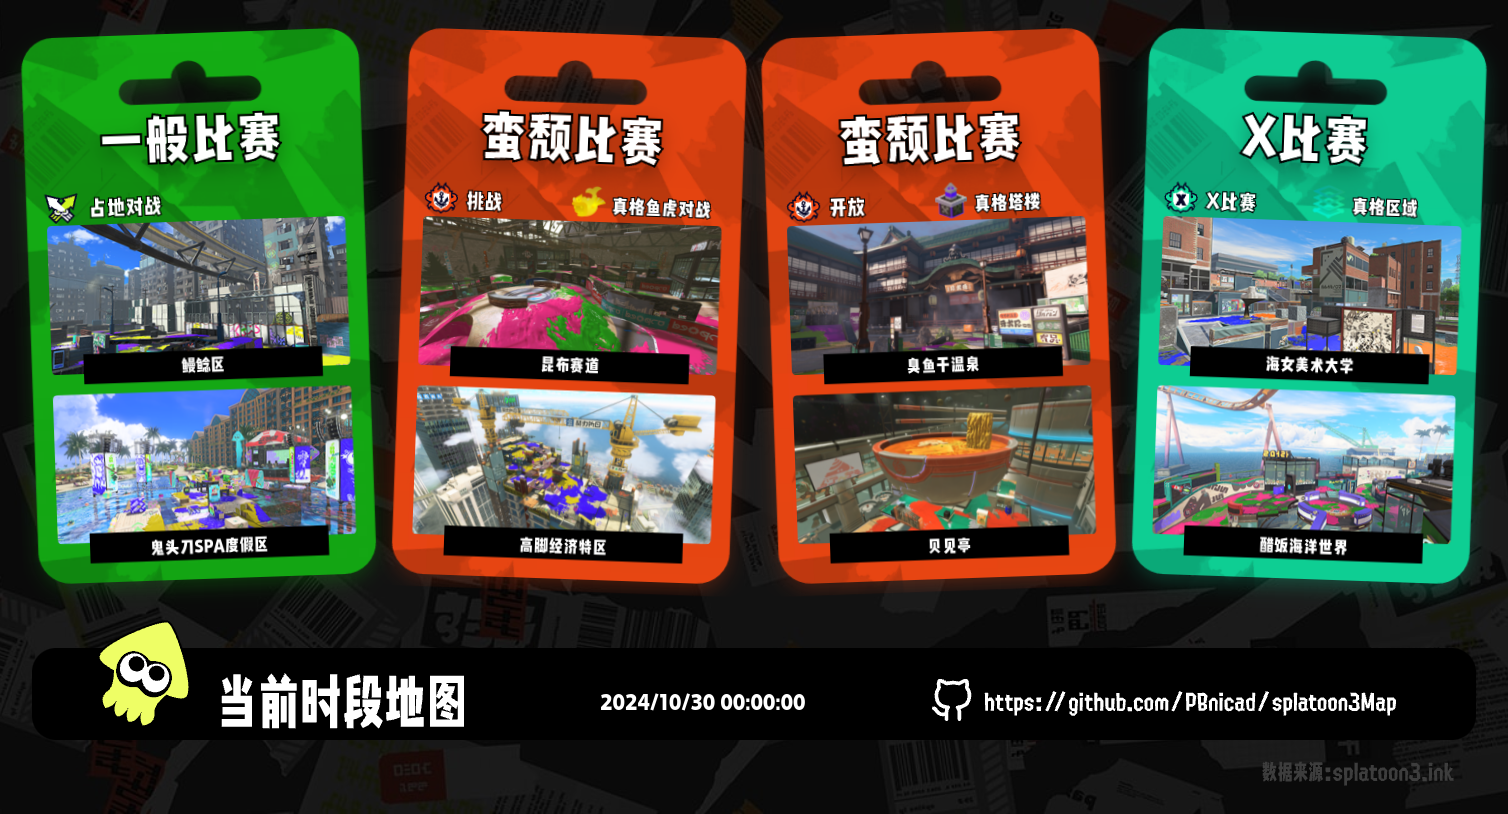 一般比赛
占地对战
鳗鲶区
鬼头刀SPA度假区
蛮颓比赛
挑战
真格鱼虎对战
昆布赛道
高脚经济特区
蛮颓比赛
开放
真格塔楼
臭鱼干温泉
贝见亭
X比赛
X比赛
真格区域
海女美术大学
醋饭海洋世界
当前时段地图
2024/10/30 00:00:00
https://github.com/PBnicad/splatoon3Map
数据来源:splatoon3.ink